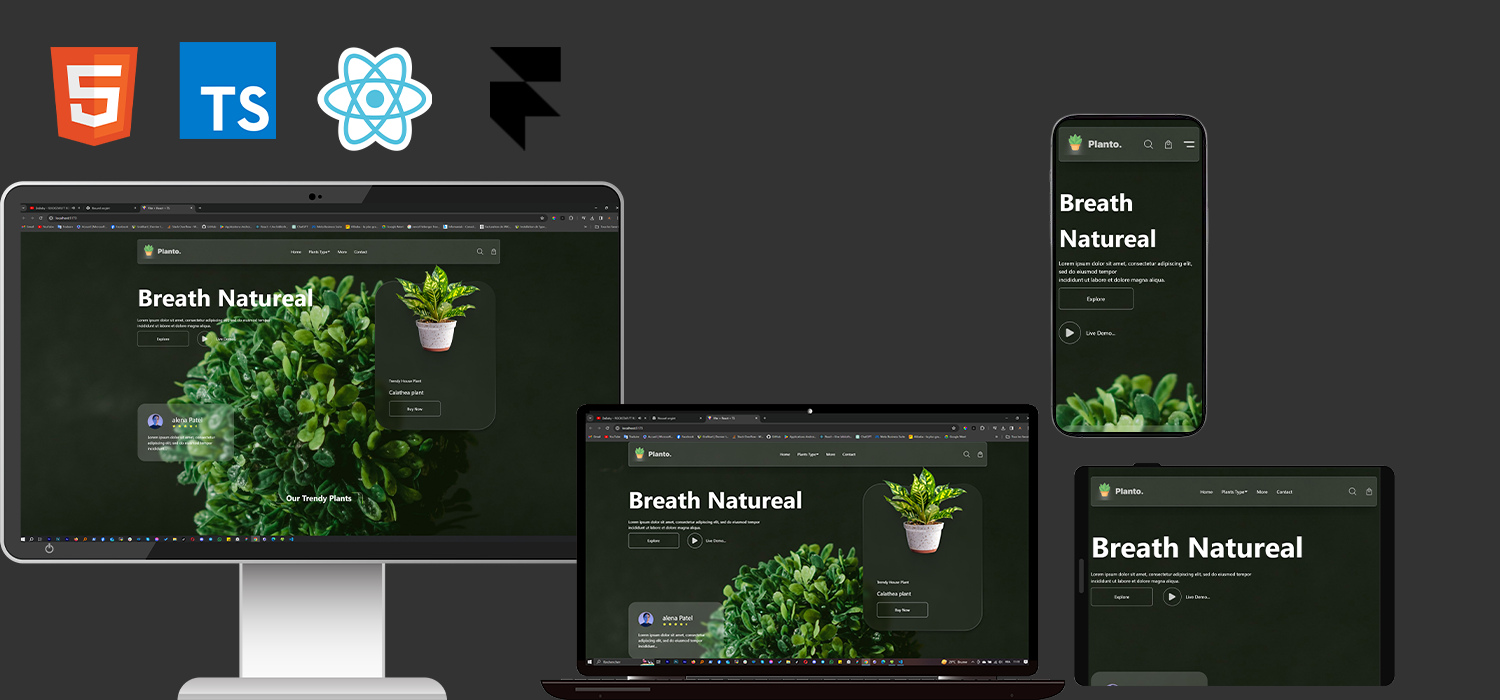 5
TS
Planto.
Home Plants Type More Contact
Breath Natureal
Lorem ipsum dolor sit amet, consectetur adipiscing elit, sed do eiusmod tempor
incididunt ut labore et dolore magna aliqua.
Explore
Live Demo...
Trendy House Plant
Calathea plant
Buy Now
alena Patel
Lorem ipsum dolor sit amet, consectetur
adipiscing elit, sed do eiusmod tempor
incididunt...
Our Trendy Plants
Planto.
Home Plants Type More Contact
Breath Natureal
Lorem ipsum dolor sit amet, consectetur adipiscing elit, sed do eiusmod tempor
incididunt ut labore et dolore magna aliqua.
Explore
Live Demo...
Trendy House Plant
Calathea plant
Buy Now
alena Patel
Lorem ipsum dolor sit amet, consectetur
adipiscing elit, sed do eiusmod tempor
incididunt...
Rechercher
Planto.
Breath
Natureal
Lorem ipsum dolor sit amet, consectetur adipiscing elit,
sed do eiusmod tempor
incididunt ut labore et dolore magna aliqua.
Explore
Live Demo...
Planto.
Home Plants Type More Contact
Breath Natureal
Lorem ipsum dolor sit amet, consectetur adipiscing elit, sed do eiusmod tempor
incididunt ut labore et dolore magna aliqua.
Explore
Live Demo...